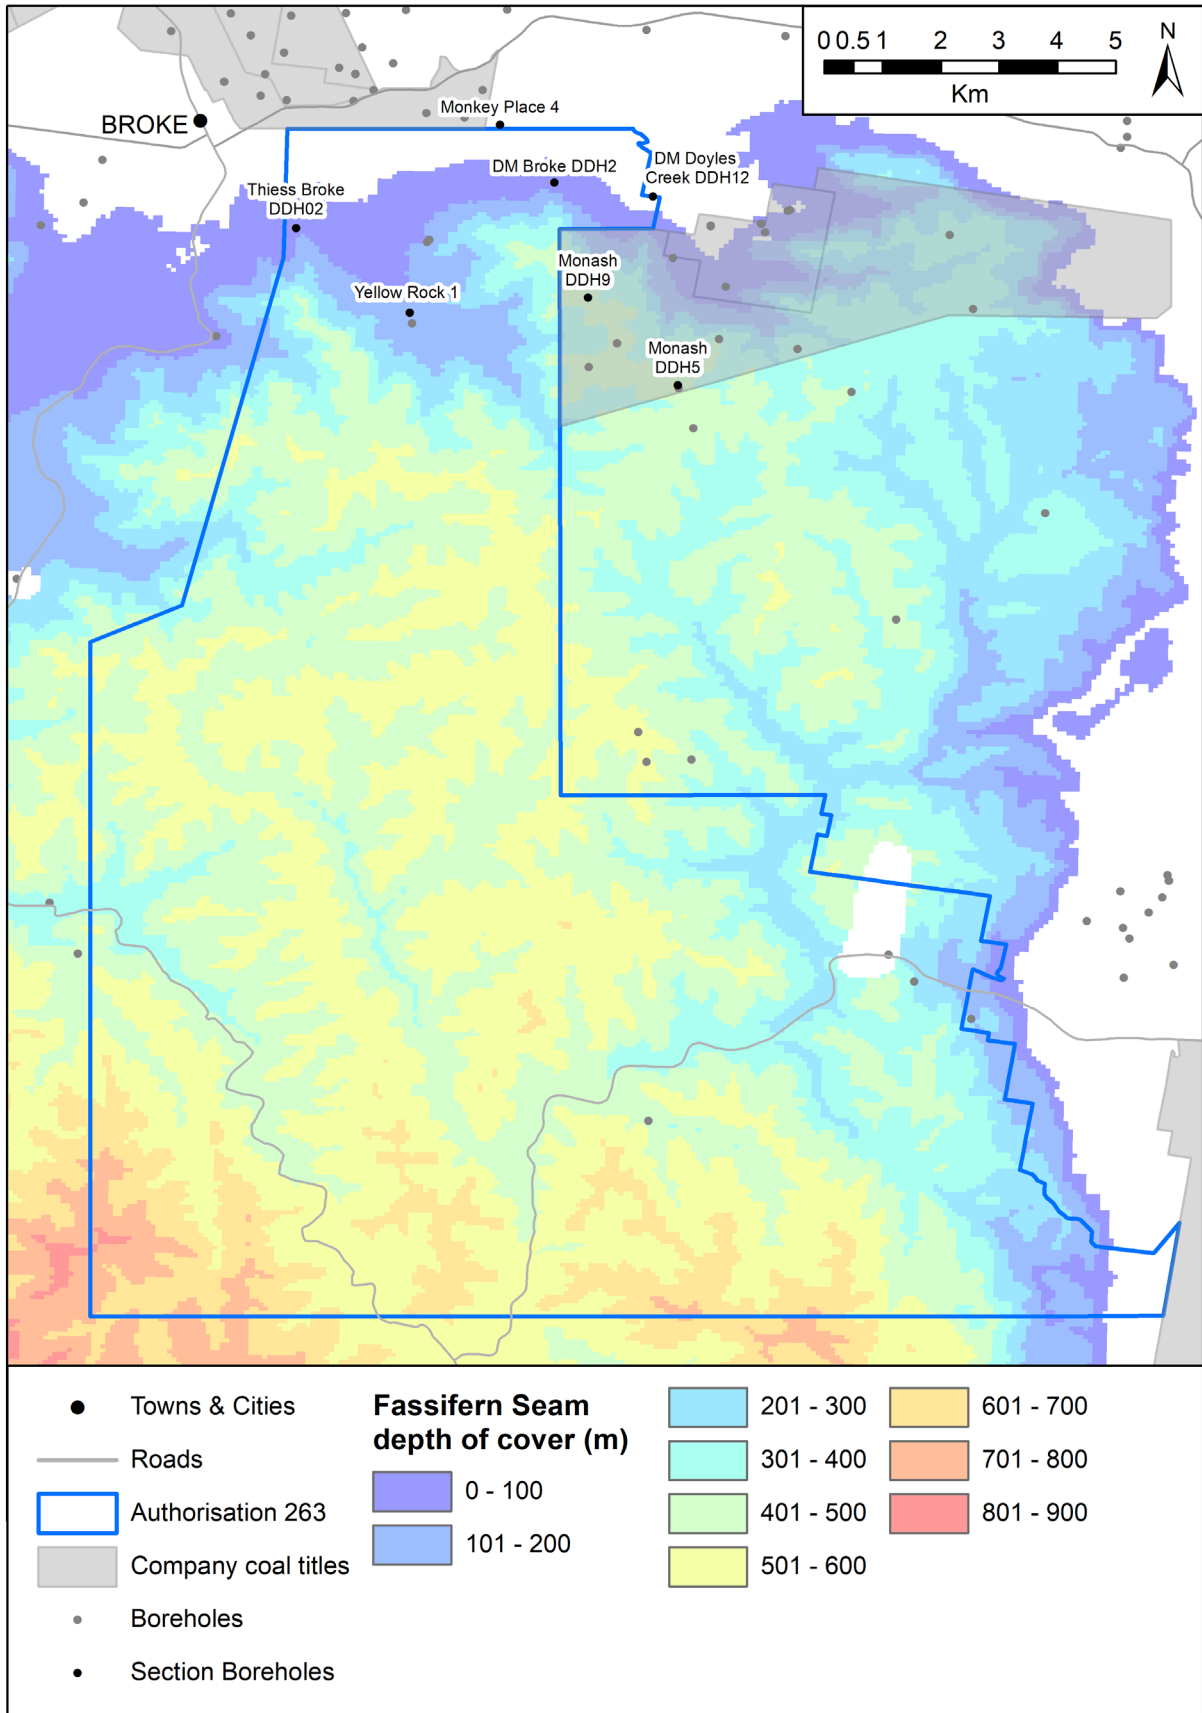 0 0.5 1 2 3 4 5
Km
N
BROKE
Monkey Place 4
DM Broke DDH2
DM Doyles
Creek DDH12
Thiess Broke
DDH02
Monash
DDH9
Yellow Rock 1
Monash
DDH5
Towns & Cities
Roads
Authorisation 263
Company coal titles
Boreholes
Section Boreholes
Fassifern Seam
depth of cover (m)
0 - 100
101 - 200
201 - 300
301 - 400
401 - 500
501 - 600
601 - 700
701 - 800
801 - 900